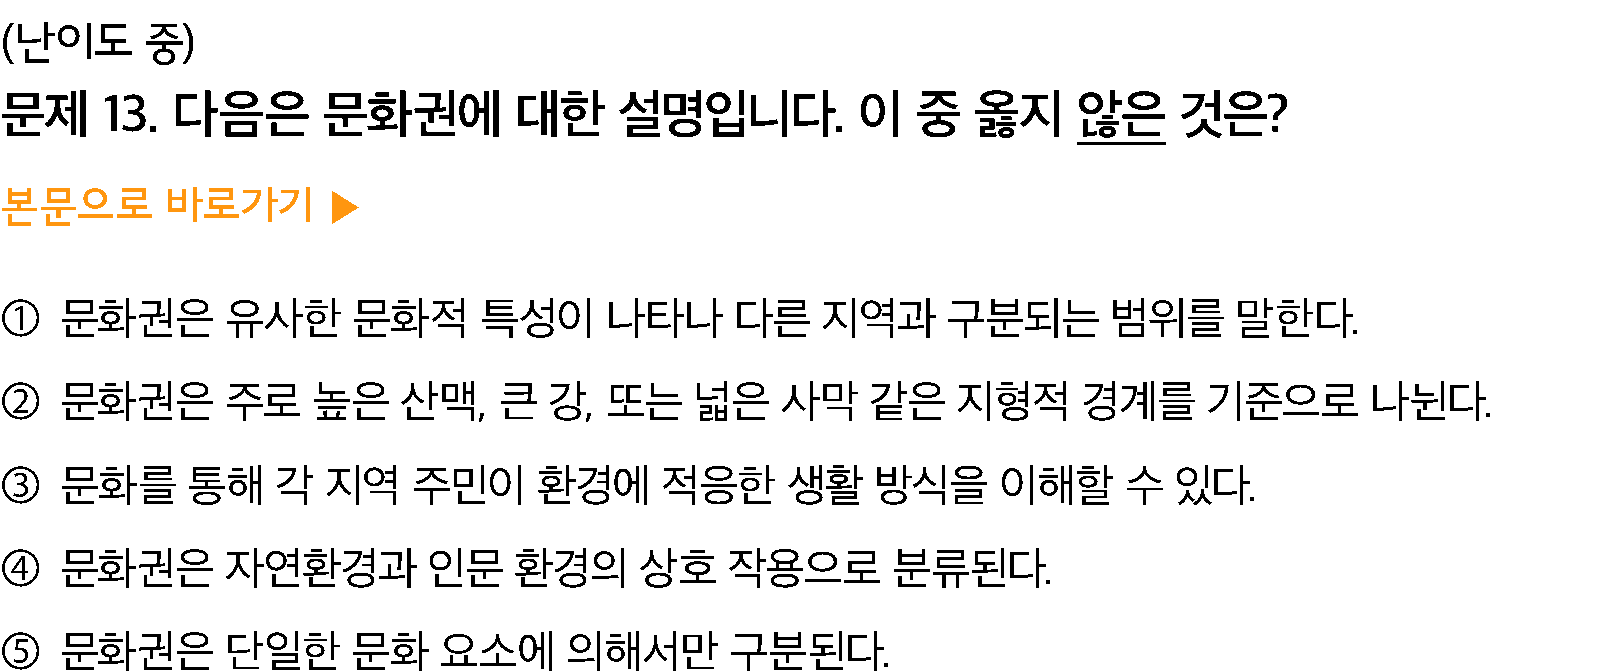 (난이도 중)
문제 13. 다음은 문화권에 대한 설명입니다. 이 중 옳지 않은 것은?
본문으로 바로가기 ▶
① 문화권은 유사한 문화적 특성이 나타나 다른 지역과 구분되는 범위를 말한다.
② 문화권은 주로 높은 산맥, 큰 강, 또는 넓은 사막 같은 지형적 경계를 기준으로 나뉜다.
③ 문화를 통해 각 지역 주민이 환경에 적응한 생활 방식을 이해할 수 있다.
④ 문화권은 자연환경과 인문 환경의 상호 작용으로 분류된다.
⑤ 문화권은 단일한 문화 요소에 의해서만 구분된다.